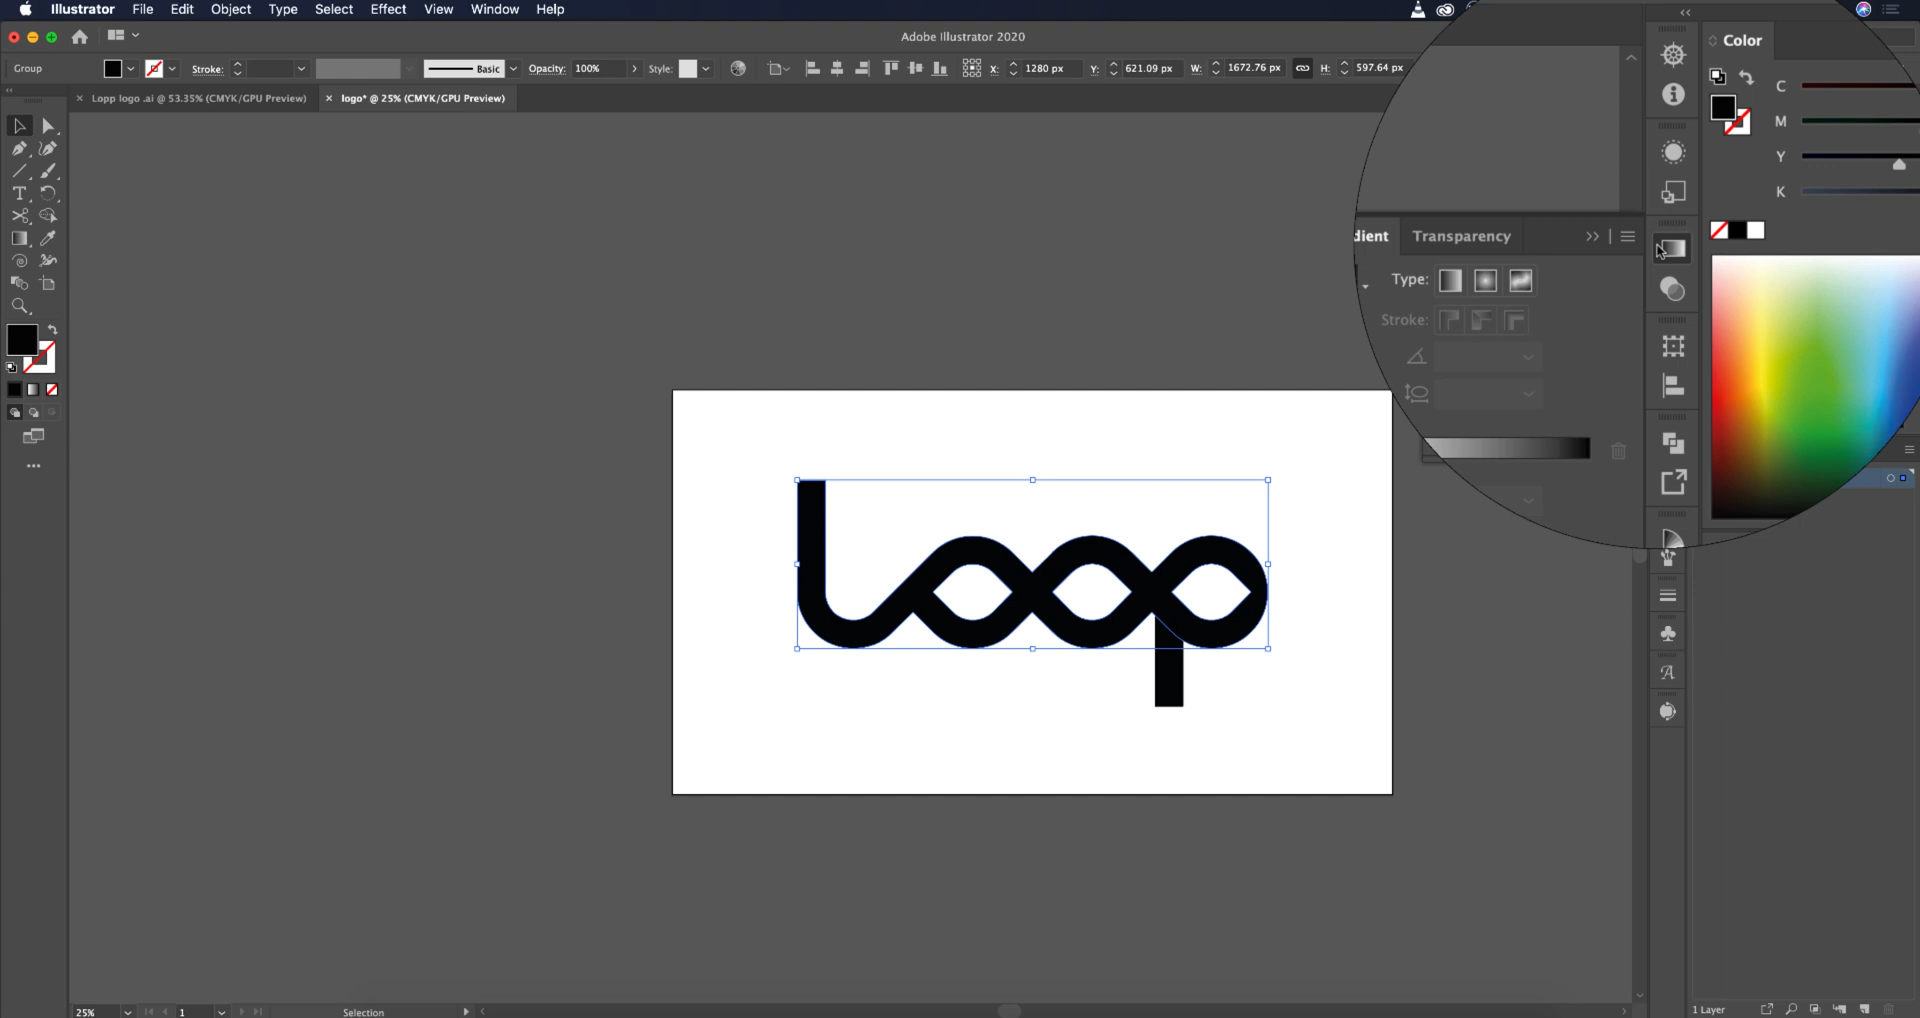 Illustrator File Edit Object Type Select Effect View Window Help
Adobe Illustrator 2020
Group Stroke: Basic Opacity: 100% Style: X: 1280 px Y: 621.09 px W: 1672.76 px H: 597.64 px
Lopp logo .ai @ 53.35% (CMYK/GPU Preview) logo* @ 25% (CMYK/GPU Preview)
Color
C
M
Y
K
dient Transparency
Type:
Stroke:
Loop
25% 1 Selection 1 Layer